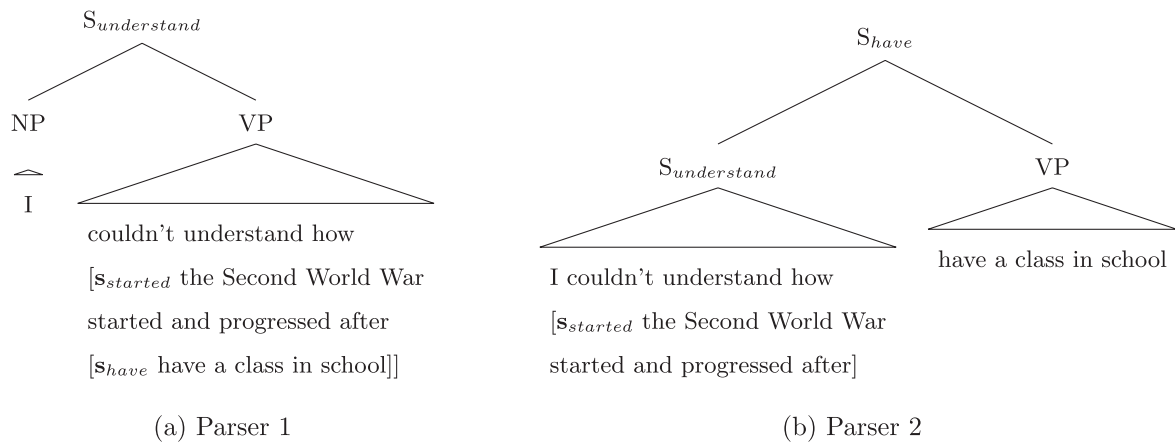 S_understand
NP
VP
I
couldn't understand how
[s_started the Second World War
started and progressed after
[s_have have a class in school]]
(a) Parser 1
S_have
S_understand
VP
I couldn't understand how
[s_started the Second World War
started and progressed after]
have a class in school
(b) Parser 2